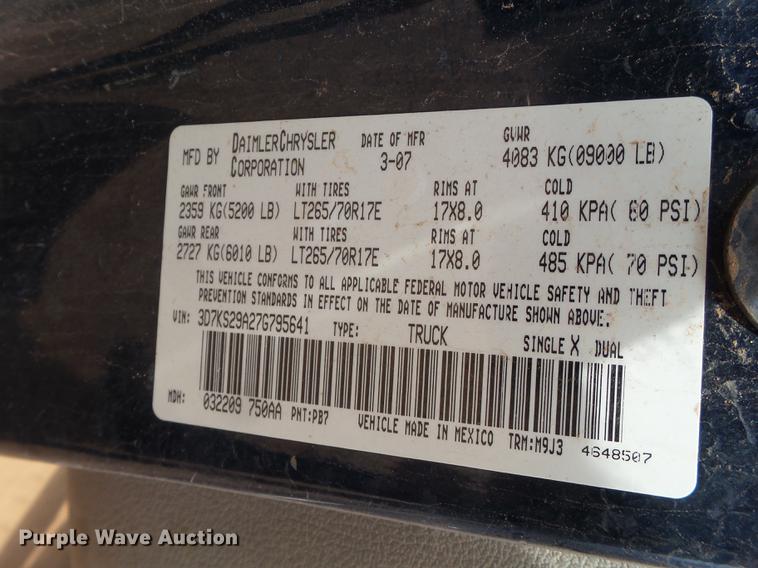 MFD BY DAIMLERCHRYSLER CORPORATION DATE OF MFR 3-07 GVWR 4083 KG(09000 LB)
GAWR FRONT WITH TIRES RIMS AT COLD
2359 KG(5200 LB) LT265/70R17E 17X8.0 410 KPA( 60 PSI)
GAWR REAR WITH TIRES RIMS AT COLD
2727 KG(6010 LB) LT265/70R17E 17X8.0 485 KPA( 70 PSI)
THIS VEHICLE CONFORMS TO ALL APPLICABLE FEDERAL MOTOR VEHICLE SAFETY AND THEFT
PREVENTION STANDARDS IN EFFECT ON THE DATE OF MANUFACTURE SHOWN ABOVE.
VIN: 3D7KS29A27G795641 TYPE: TRUCK SINGLE X DUAL
MDH: 032209 750AA PNT:PB7 VEHICLE MADE IN MEXICO TRM:M9J3 4648507
Purple Wave Auction